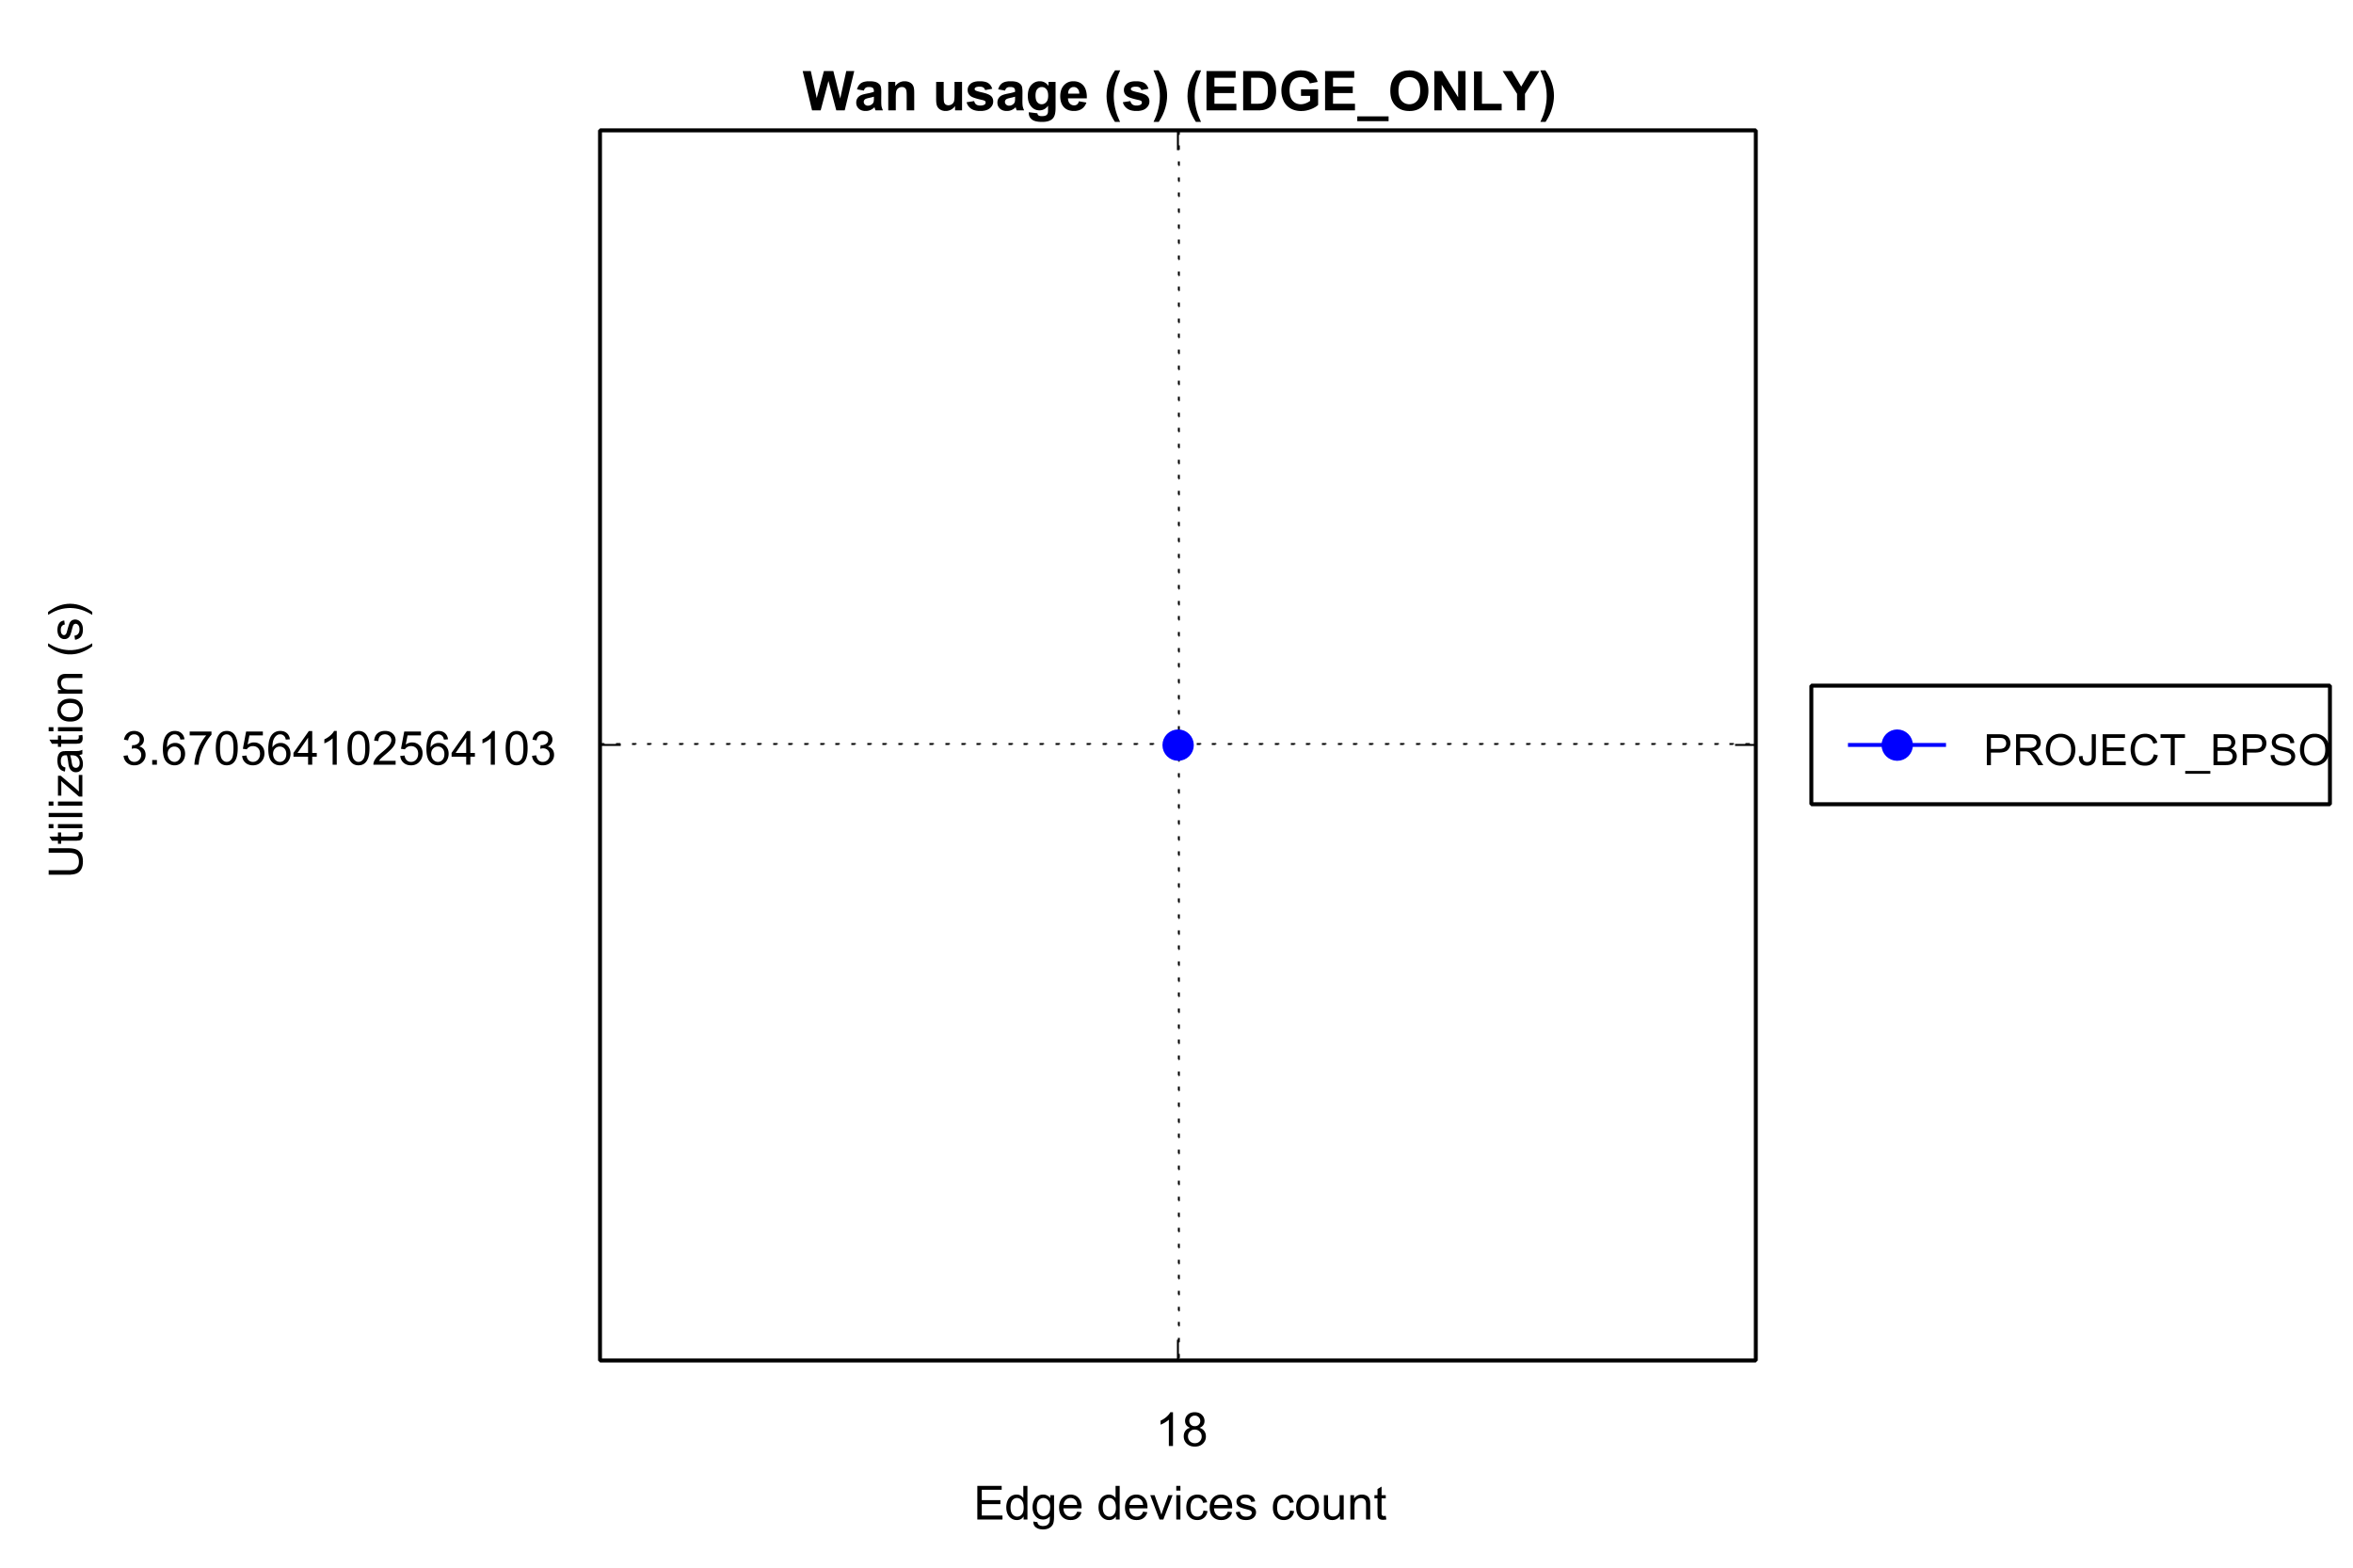 Wan usage (s)(EDGE_ONLY)
Utilization (s)
3.670564102564103
PROJECT_BPSO
18
Edge devices count